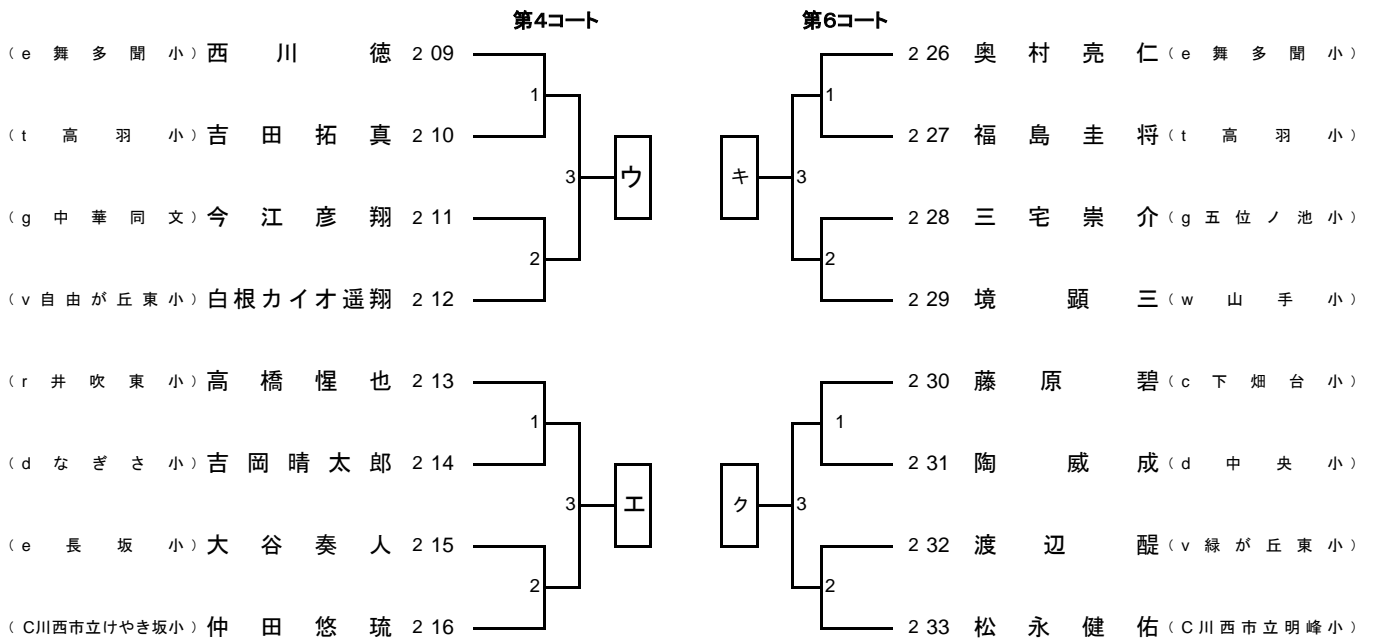 第4コート 第6コート
（e 舞多聞小） 西川徳 2 09 2 26 奥村亮仁 （e 舞多聞小）
1 1
（t 高羽小） 吉田拓真 2 10 2 27 福島圭将 （t 高羽小）
3 ウ キ 3
（g 中華同文） 今江彦翔 2 11 2 28 三宅崇介 （g 五位ノ池小）
2 2
（v 自由が丘東小） 白根カイオ遥翔 2 12 2 29 境顕三 （w 山手小）
（r 井吹東小） 高橋惺也 2 13 2 30 藤原碧 （c 下畑台小）
1 1
（d なぎさ小） 吉岡晴太郎 2 14 2 31 陶威成 （d 中央小）
3 エ ク 3
（e 長坂小） 大谷奏人 2 15 2 32 渡辺醍 （v 緑が丘東小）
2 2
（C川西市立けやき坂小） 仲田悠琉 2 16 2 33 松永健佑 （C川西市立明峰小）